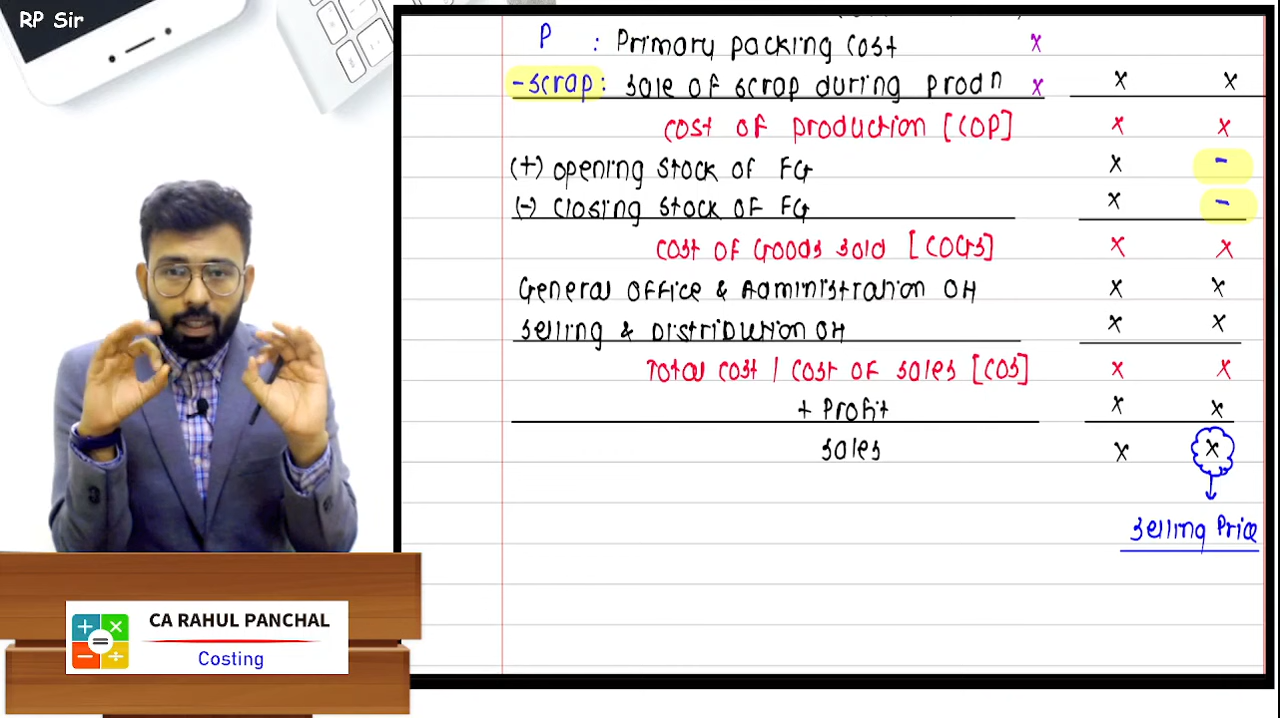 RP Sir
P : Primary packing cost x
-scrap: sale of scrap during prodn x x x
cost of production [COP] x x
(+) opening stock of FG x -
(-) closing stock of FG x -
cost of Goods sold [COGS] x x
General office & Administration OH x x
selling & Distribution OH x x
Total cost | cost of sales [COS] x x
+ Profit x x
sales x x
selling price
CA RAHUL PANCHAL
Costing